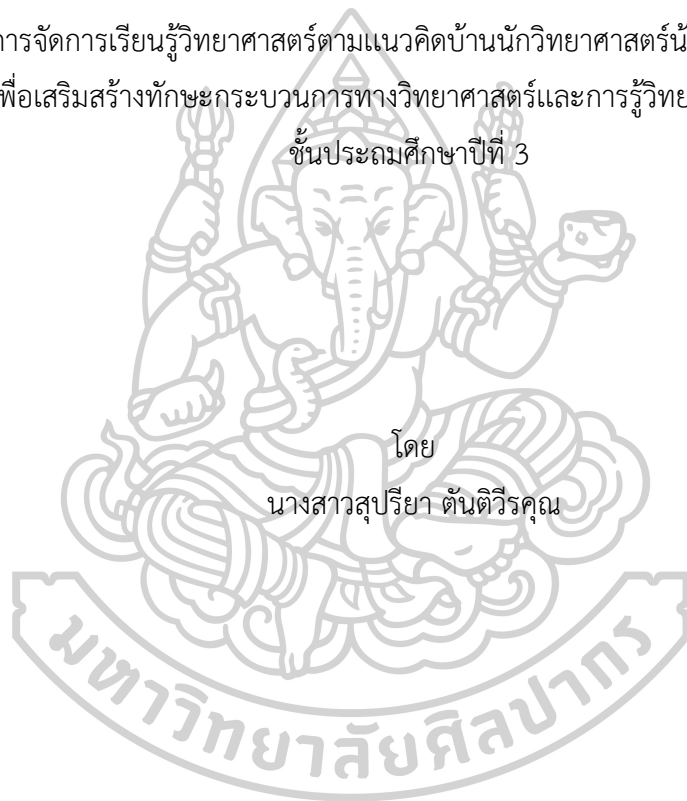 การจัดการเรียนรู้วิทยาศาสตร์ตามแนวคิดบ้านนักวิทยาศาสตร์น้
พื่อเสริมสร้างทักษะกระบวนการทางวิทยาศาสตร์และการรู้วิทย
ชั้นประถมศึกษาปีที่ 3
โดย
นางสาวสุปรียา ตันติวีรคุณ
มหาวิทยาลัยศิลปากร